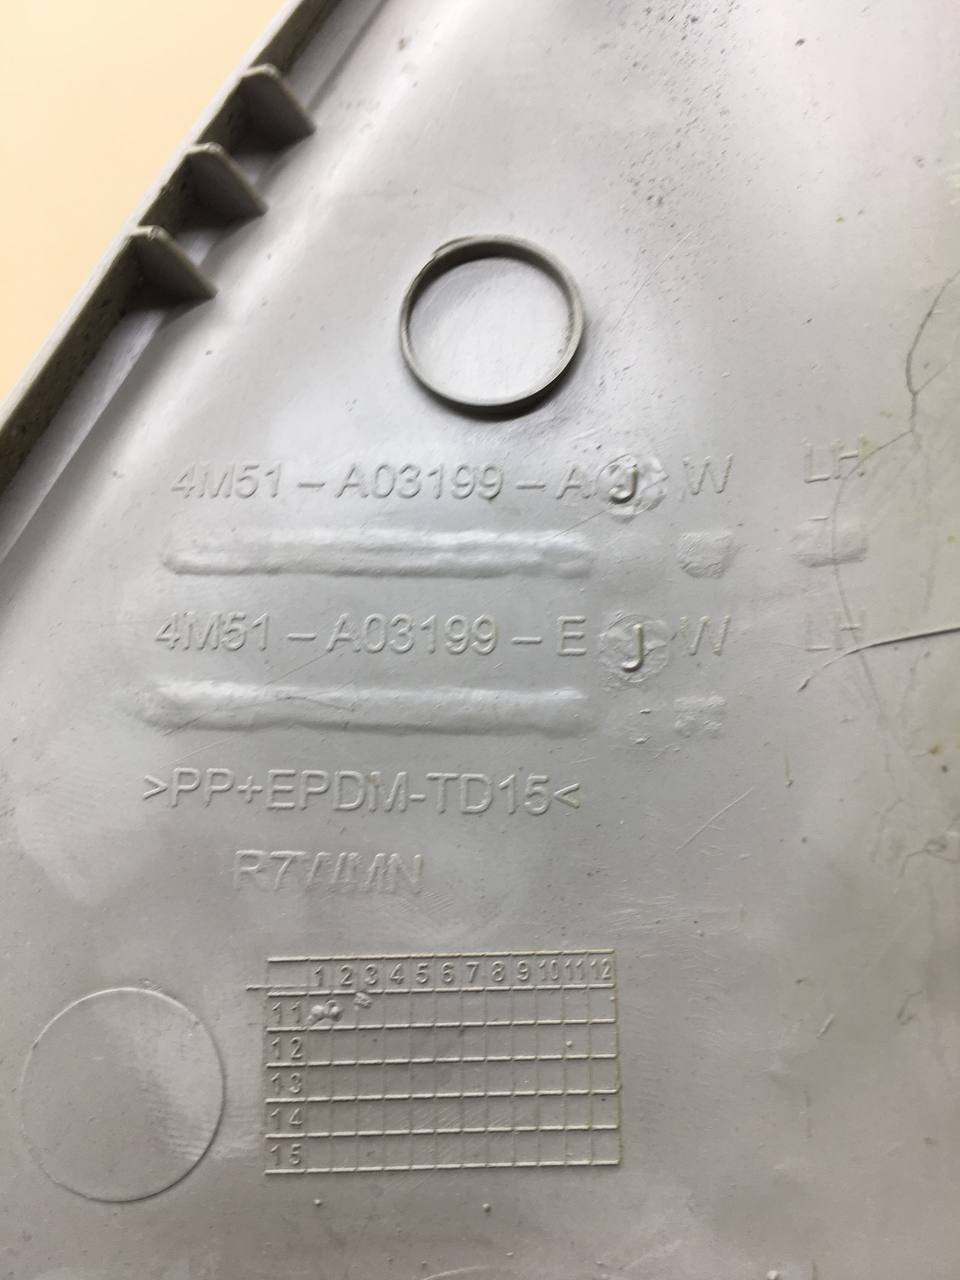 4M51 – A03199 – A J W LH
4M51 – A03199 – E J W LH
>PP+EPDM-TD15<
1 2 3 4 5 6 7 8 9 10 11 12
11
12
13
14
15